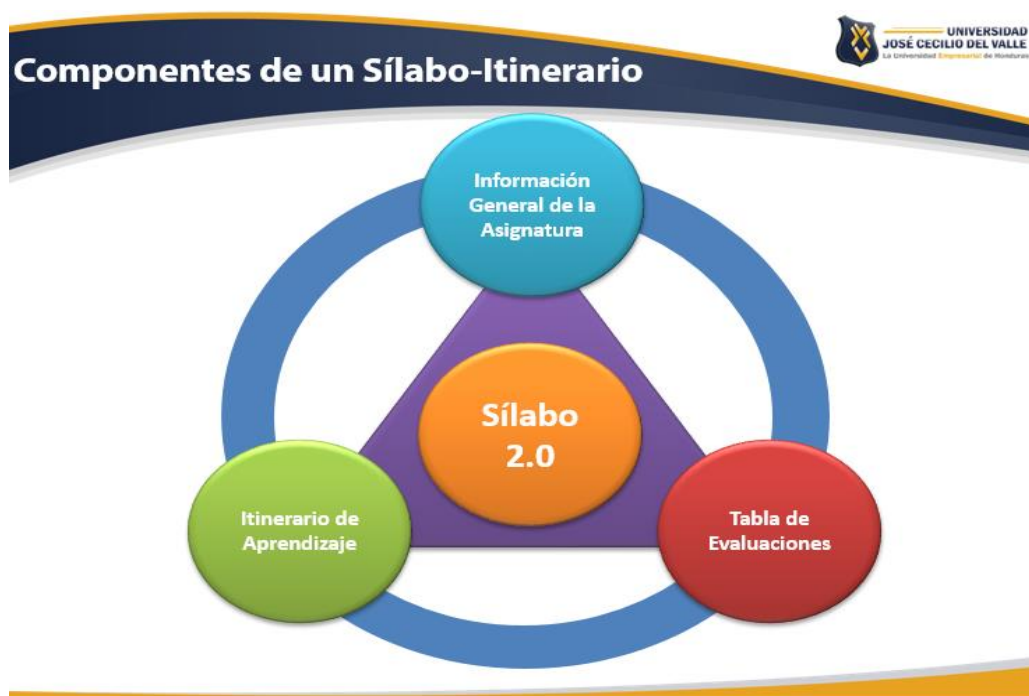 UNIVERSIDAD
JOSÉ CECILIO DEL VALLE
La Universidad Empresarial de Honduras
Componentes de un Sílabo-Itinerario
Información
General de la
Asignatura
Sílabo
2.0
Itinerario de
Aprendizaje
Tabla de
Evaluaciones